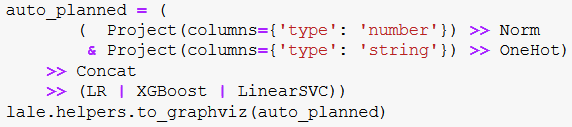 auto_planned = (
        (  Project(columns={'type': 'number'}) >> Norm
         & Project(columns={'type': 'string'}) >> OneHot)
    >> Concat
    >> (LR | XGBoost | LinearSVC))
lale.helpers.to_graphviz(auto_planned)